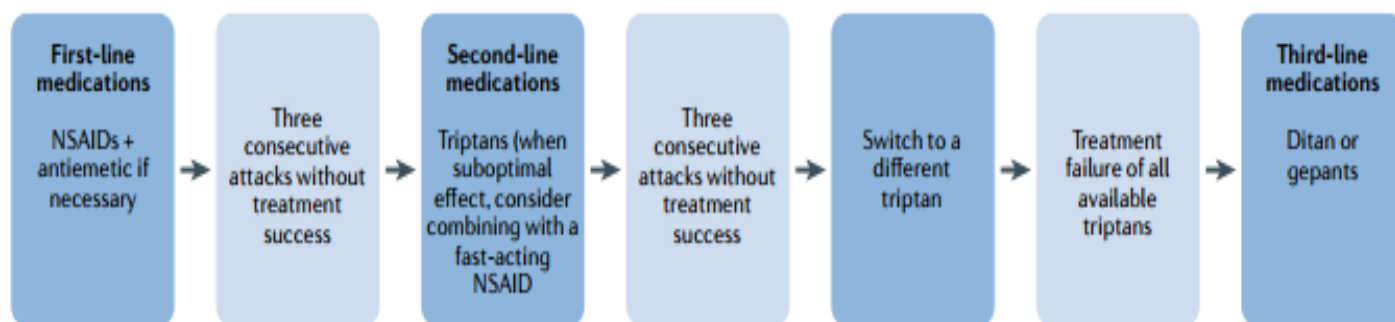 First-line
medications
NSAIDs +
antiemetic if
necessary
Three
consecutive
attacks without
treatment
success
Second-line
medications
Triptans (when
suboptimal
effect, consider
combining with a
fast-acting
NSAID
Three
consecutive
attacks without
treatment
success
Switch to a
different
triptan
Treatment
failure of all
available
triptans
Third-line
medications
Ditan or
gepants